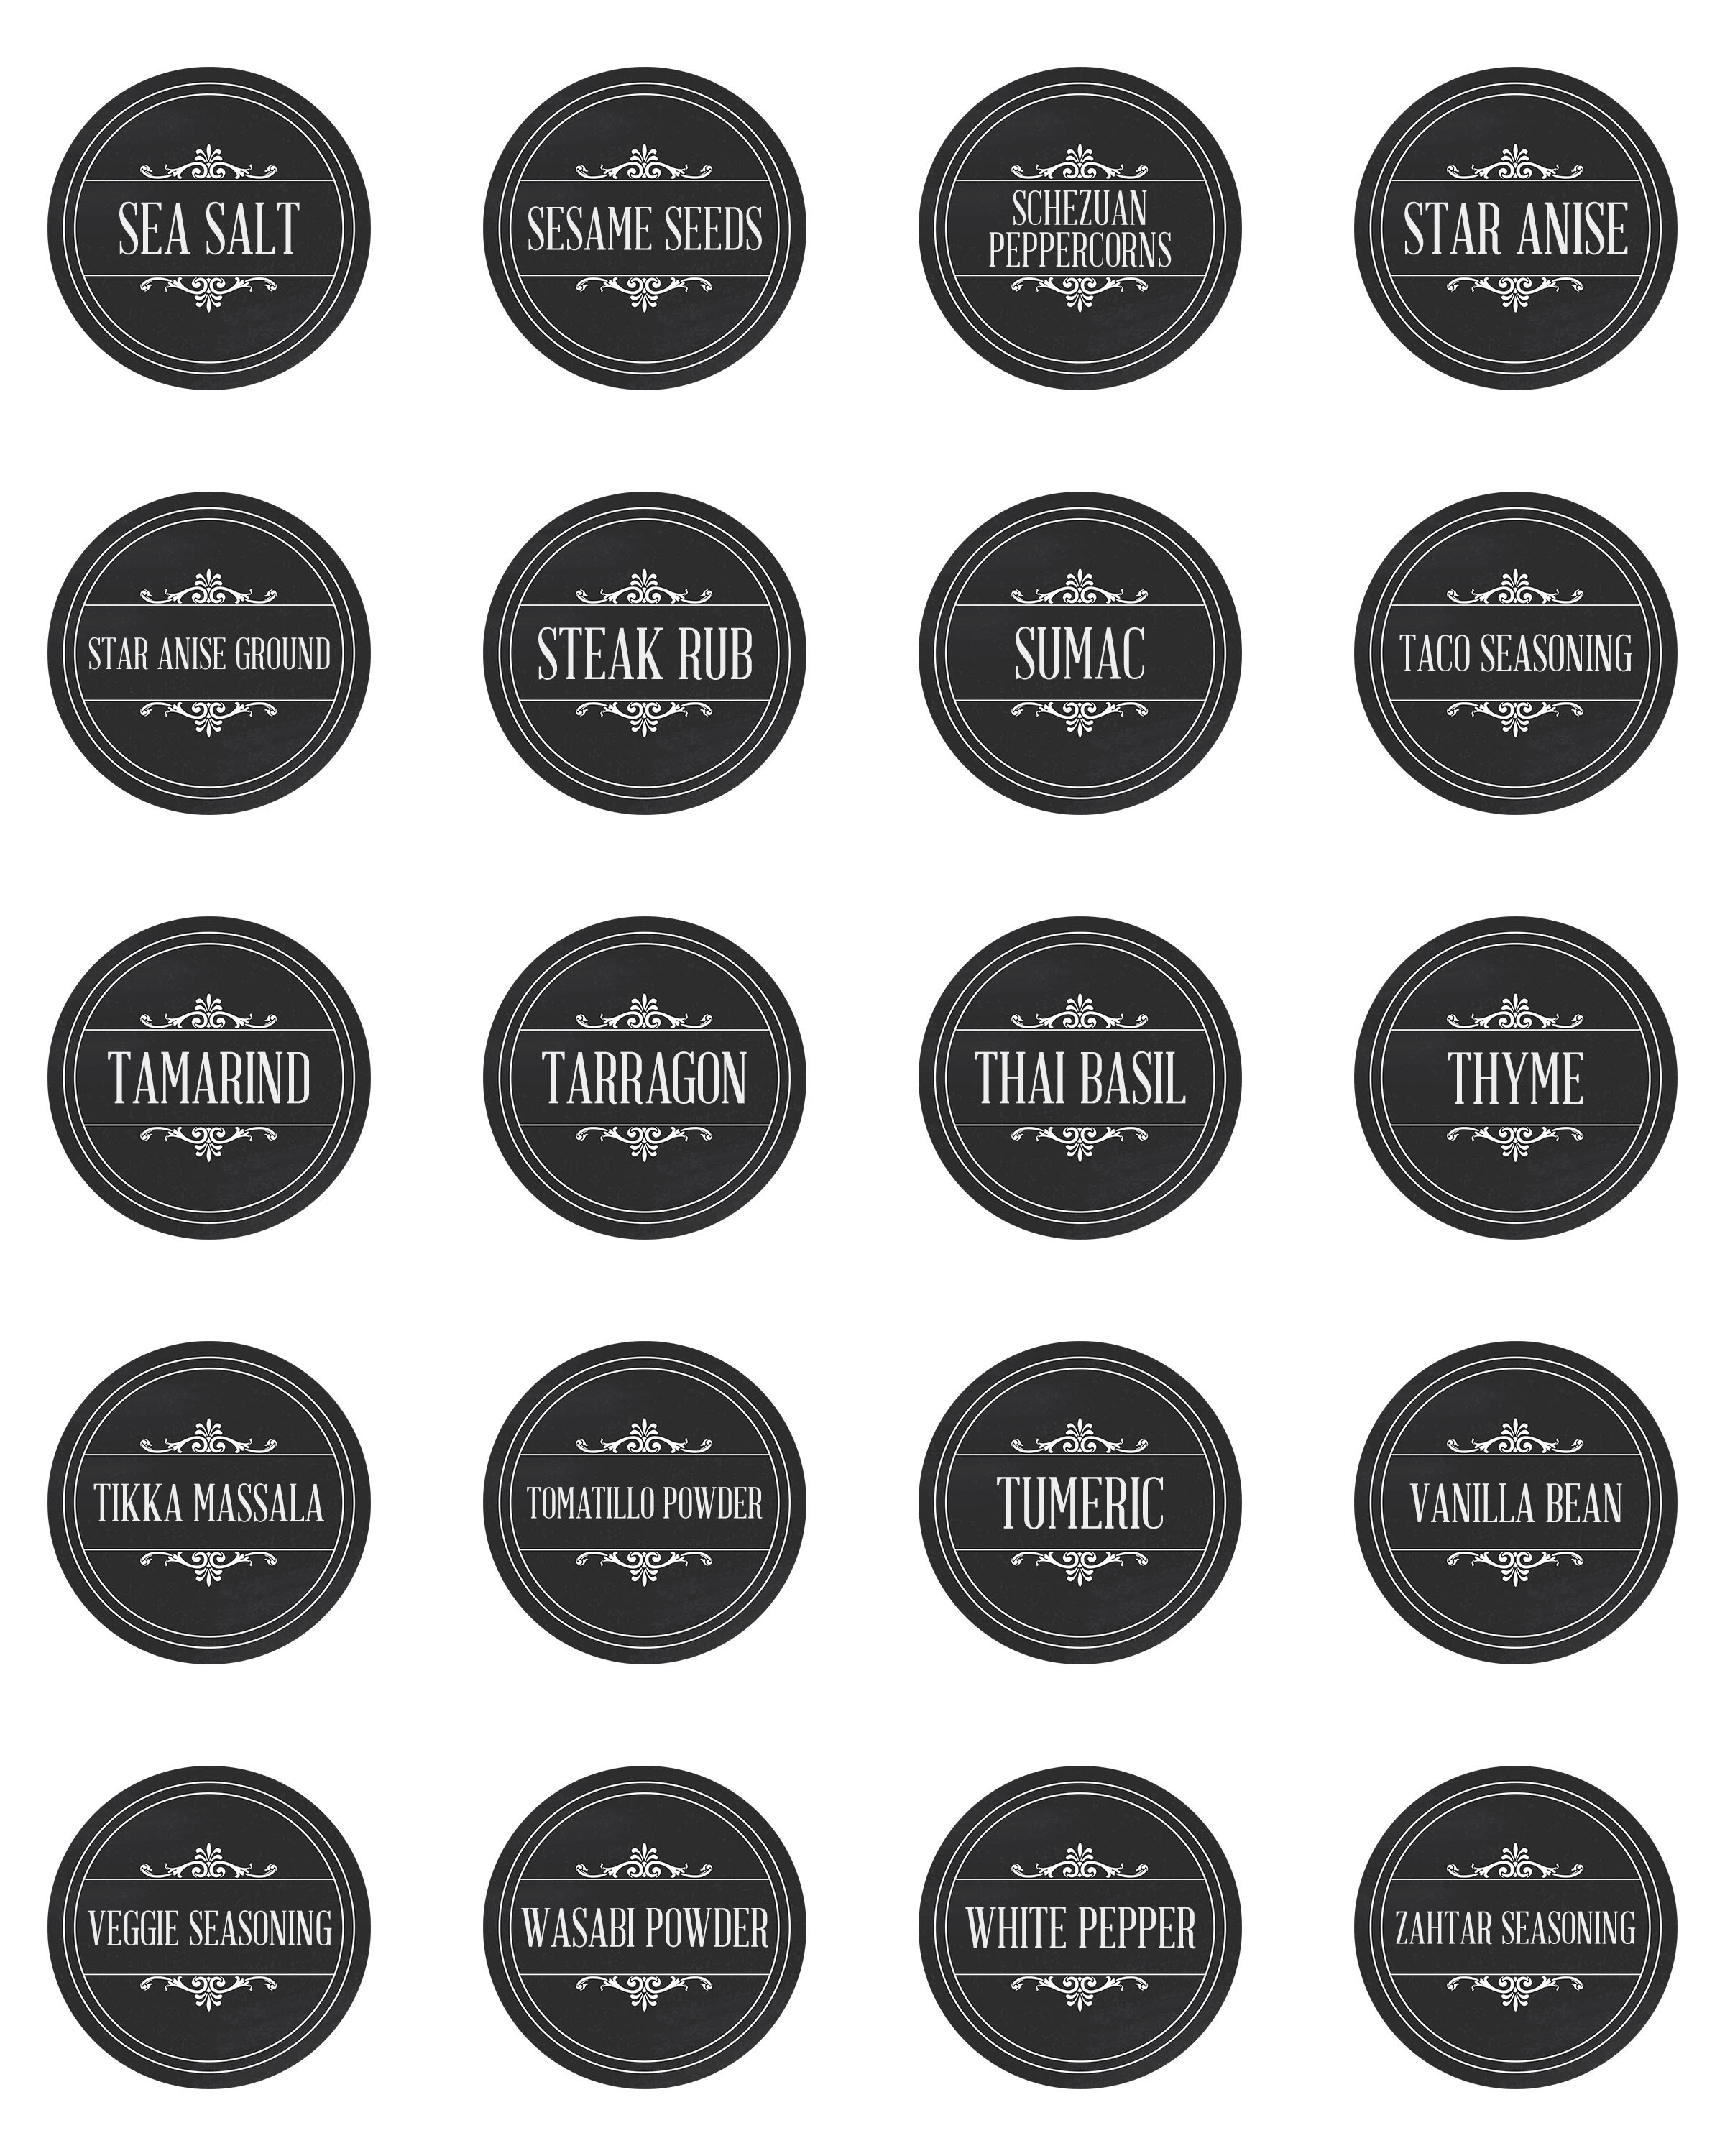 SEA SALT
SESAME SEEDS
SCHEZUAN
PEPPERCORNS
STAR ANISE
STAR ANISE GROUND
STEAK RUB
SUMAC
TACO SEASONING
TAMARIND
TARRAGON
THAI BASIL
THYME
TIKKA MASSALA
TOMATILLO POWDER
TUMERIC
VANILLA BEAN
VEGGIE SEASONING
WASABI POWDER
WHITE PEPPER
ZAHTAR SEASONING